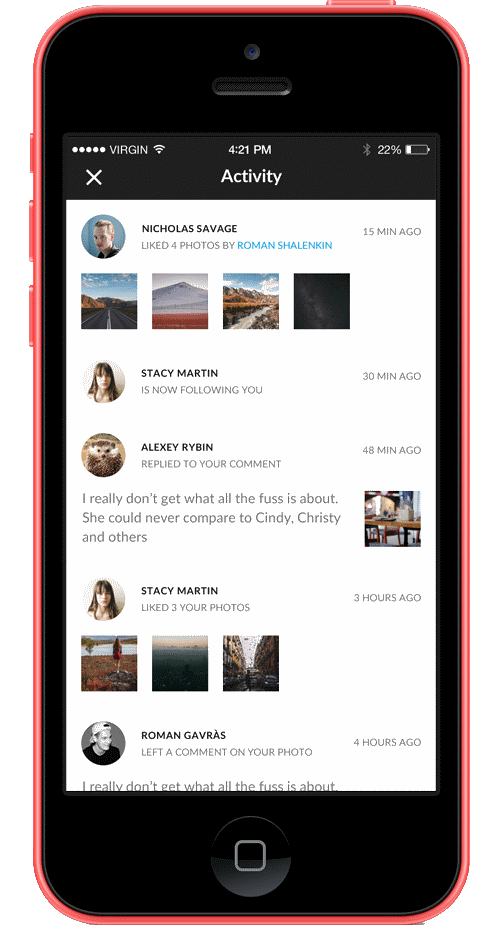 VIRGIN 4:21 PM 22%
Activity
NICHOLAS SAVAGE 15 MIN AGO
LIKED 4 PHOTOS BY ROMAN SHALENKIN
STACY MARTIN 30 MIN AGO
IS NOW FOLLOWING YOU
ALEXEY RYBIN 48 MIN AGO
REPLIED TO YOUR COMMENT
I really don't get what all the fuss is about.
She could never compare to Cindy, Christy
and others
STACY MARTIN 3 HOURS AGO
LIKED 3 YOUR PHOTOS
ROMAN GAVRÀS 4 HOURS AGO
LEFT A COMMENT ON YOUR PHOTO
I really don't get what all the fuss is about.